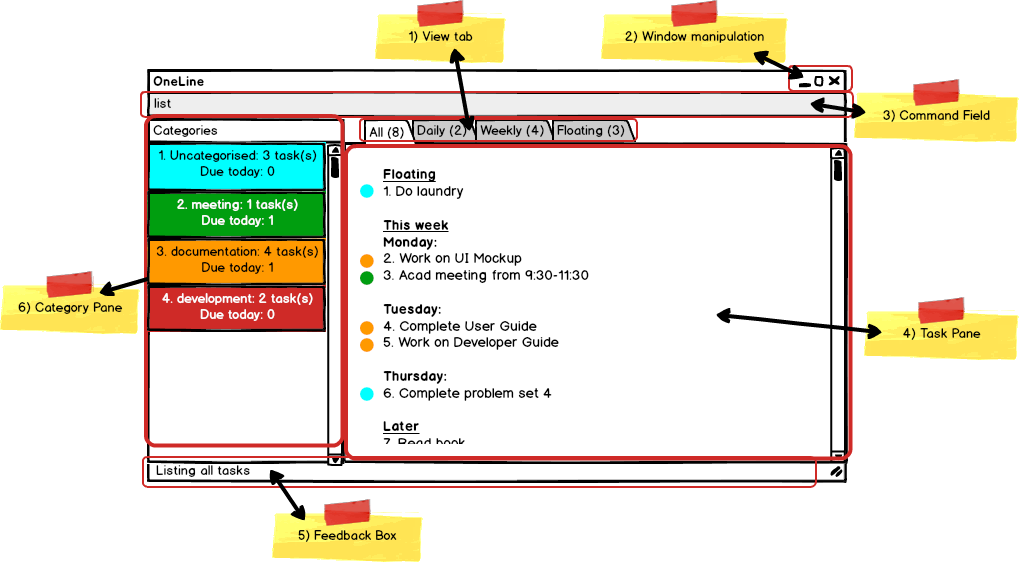 1) View tab
2) Window manipulation
OneLine
list
3) Command Field
Categories
All (8)
Daily (2)
Weekly (4)
Floating (3)
1. Uncategorised: 3 task(s)
Due today: 0
2. meeting: 1 task(s)
Due today: 1
3. documentation: 4 task(s)
Due today: 1
4. development: 2 task(s)
Due today: 0
6) Category Pane
Floating
1. Do laundry
This week
Monday:
2. Work on UI Mockup
3. Acad meeting from 9:30-11:30
Tuesday:
4. Complete User Guide
5. Work on Developer Guide
Thursday:
6. Complete problem set 4
Later
7. Read book
4) Task Pane
Listing all tasks
5) Feedback Box